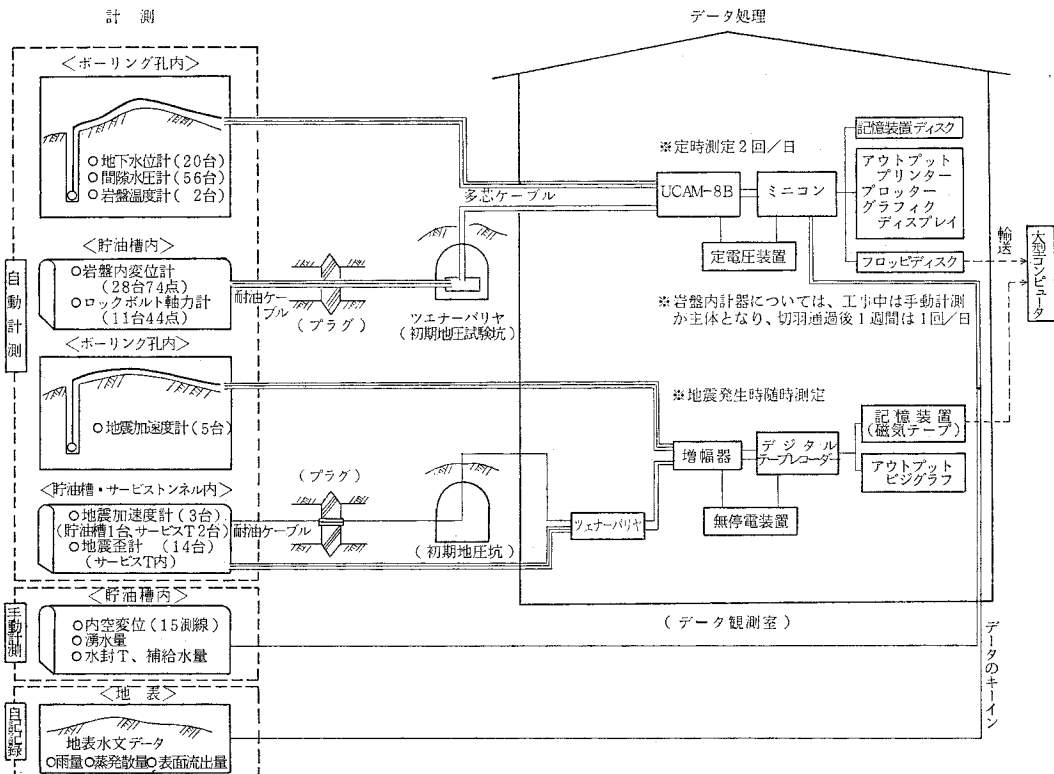 計測
データ処理
<ボーリング孔内>
○地下水位計(20台)
○間隙水圧計(56台)
○岩盤温度計(2台)
<貯油槽内>
○岩盤内変位計
(28台74点)
○ロックボルト軸力計
(11台44点)
自動計測
<ボーリンク孔内>
○地震加速度計(5台)
<貯油槽・サービストンネル内>
○地震加速度計(3台)
(貯油槽1台、サービスT2台)
○地震歪計 (14台)
(サービスT内)
手動計測
<貯油槽内>
○内空変位(15測線)
○湧水量
○水封T、補給水量
自記記録
<地 表>
地表水文データ
○雨量○蒸発散量○表面流出量
多芯ケーブル
耐油ケーブル
(プラグ)
ツエナーバリヤ
(初期地圧試験坑)
(プラグ)
耐油ケーブル
(初期地圧坑)
※定時測定2回/日
UCAM-8B
ミニコン
定電圧装置
記憶装置ディスク
アウトプット
プリンター
プロッター
グラフィク
ディスプレイ
フロッピディスク
輸送
大型コンピュータ
※岩盤内計器については、工事中は手動計測
か主体となり、切羽通過後1週間は1回/日
※地震発生時随時測定
増幅器
デジタル
テープレコーダー
記憶装置
(磁気テープ)
アウトプット
ビジグラフ
無停電装置
ツェナーバリヤ
(データ観測室)
データのキーイン